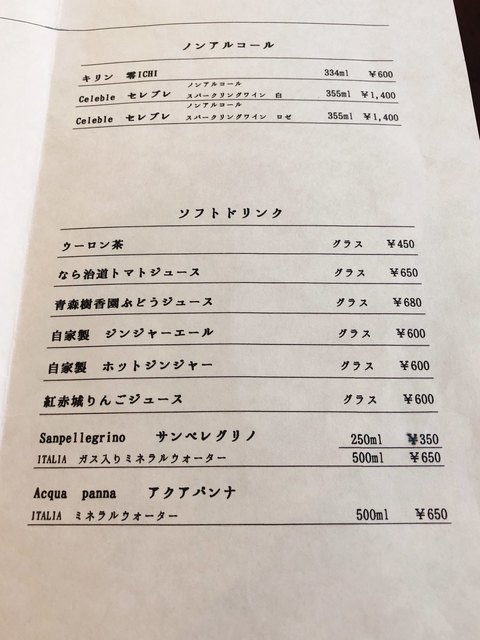 ノンアルコール
キリン 零ICHI 334ml ¥600
ノンアルコール
Celeble セレブレ スパークリングワイン 白 355ml ¥1,400
ノンアルコール
Celeble セレブレ スパークリングワイン ロゼ 355ml ¥1,400
ソフトドリンク
ウーロン茶 グラス ¥450
なら治道トマトジュース グラス ¥650
青森樹香園ぶどうジュース グラス ¥680
自家製 ジンジャーエール グラス ¥600
自家製 ホットジンジャー グラス ¥600
紅赤城りんごジュース グラス ¥600
Sanpellegrino サンペレグリノ 250ml ¥350
ITALIA ガス入りミネラルウォーター 500ml ¥650
Acqua panna アクアパンナ
ITALIA ミネラルウォーター 500ml ¥650